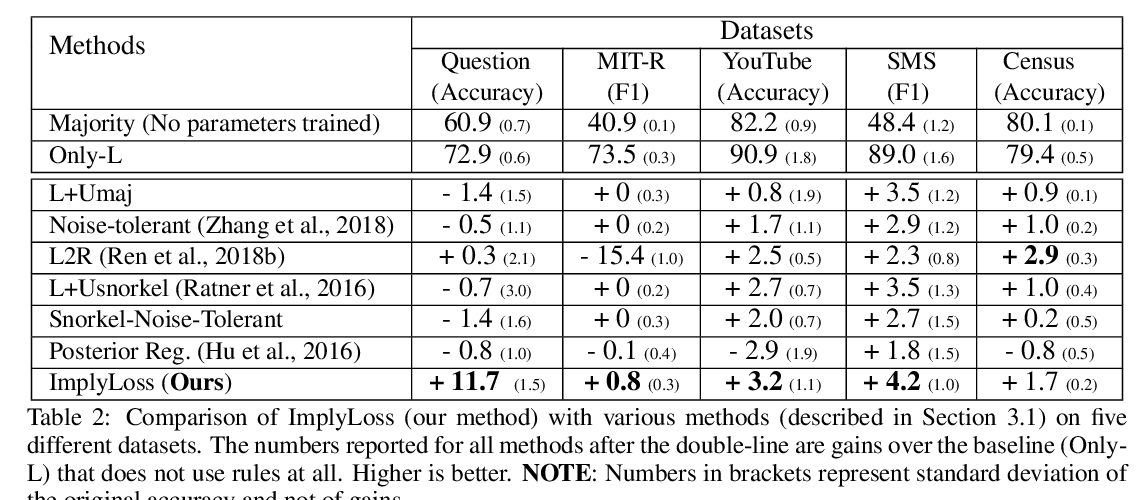 Methods Datasets
Question MIT-R YouTube SMS Census
(Accuracy) (F1) (Accuracy) (F1) (Accuracy)
Majority (No parameters trained) 60.9 (0.7) 40.9 (0.1) 82.2 (0.9) 48.4 (1.2) 80.1 (0.1)
Only-L 72.9 (0.6) 73.5 (0.3) 90.9 (1.8) 89.0 (1.6) 79.4 (0.5)
L+Umaj - 1.4 (1.5) + 0 (0.3) + 0.8 (1.9) + 3.5 (1.2) + 0.9 (0.1)
Noise-tolerant (Zhang et al., 2018) - 0.5 (1.1) + 0 (0.2) + 1.7 (1.1) + 2.9 (1.2) + 1.0 (0.2)
L2R (Ren et al., 2018b) + 0.3 (2.1) - 15.4 (1.0) + 2.5 (0.5) + 2.3 (0.8) + 2.9 (0.3)
L+Usnorkel (Ratner et al., 2016) - 0.7 (3.0) + 0 (0.2) + 2.7 (0.7) + 3.5 (1.3) + 1.0 (0.4)
Snorkel-Noise-Tolerant - 1.4 (1.6) + 0 (0.3) + 2.0 (0.7) + 2.7 (1.5) + 0.2 (0.5)
Posterior Reg. (Hu et al., 2016) - 0.8 (1.0) - 0.1 (0.4) - 2.9 (1.9) + 1.8 (1.5) - 0.8 (0.5)
ImplyLoss (Ours) + 11.7 (1.5) + 0.8 (0.3) + 3.2 (1.1) + 4.2 (1.0) + 1.7 (0.2)
Table 2: Comparison of ImplyLoss (our method) with various methods (described in Section 3.1) on five
different datasets. The numbers reported for all methods after the double-line are gains over the baseline (Only-
L) that does not use rules at all. Higher is better. NOTE: Numbers in brackets represent standard deviation of
the original accuracy and not of gains